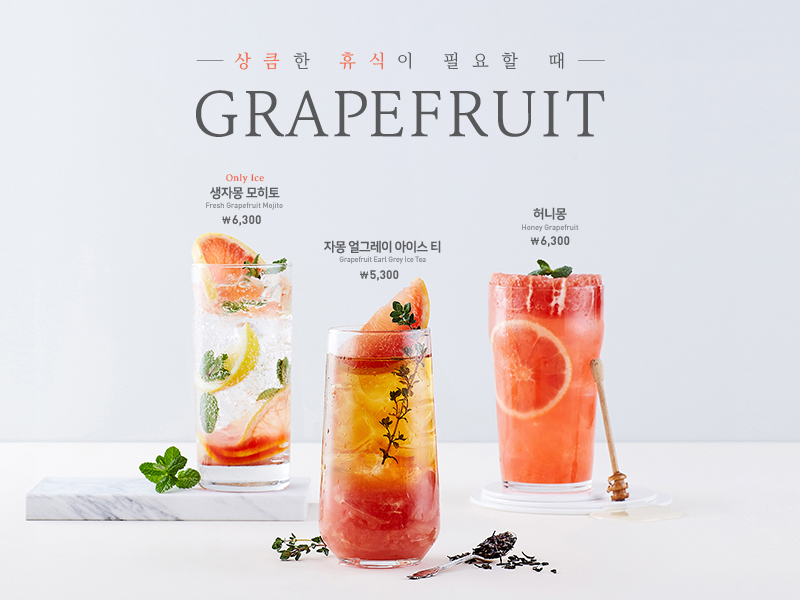 상큼한 휴식이 필요할 때
GRAPEFRUIT
Only Ice
생자몽 모히토
Fresh Grapefruit Mojito
₩6,300
자몽 얼그레이 아이스 티
Grapefruit Earl Grey Ice Tea
₩5,300
허니몽
Honey Grapefruit
₩6,300